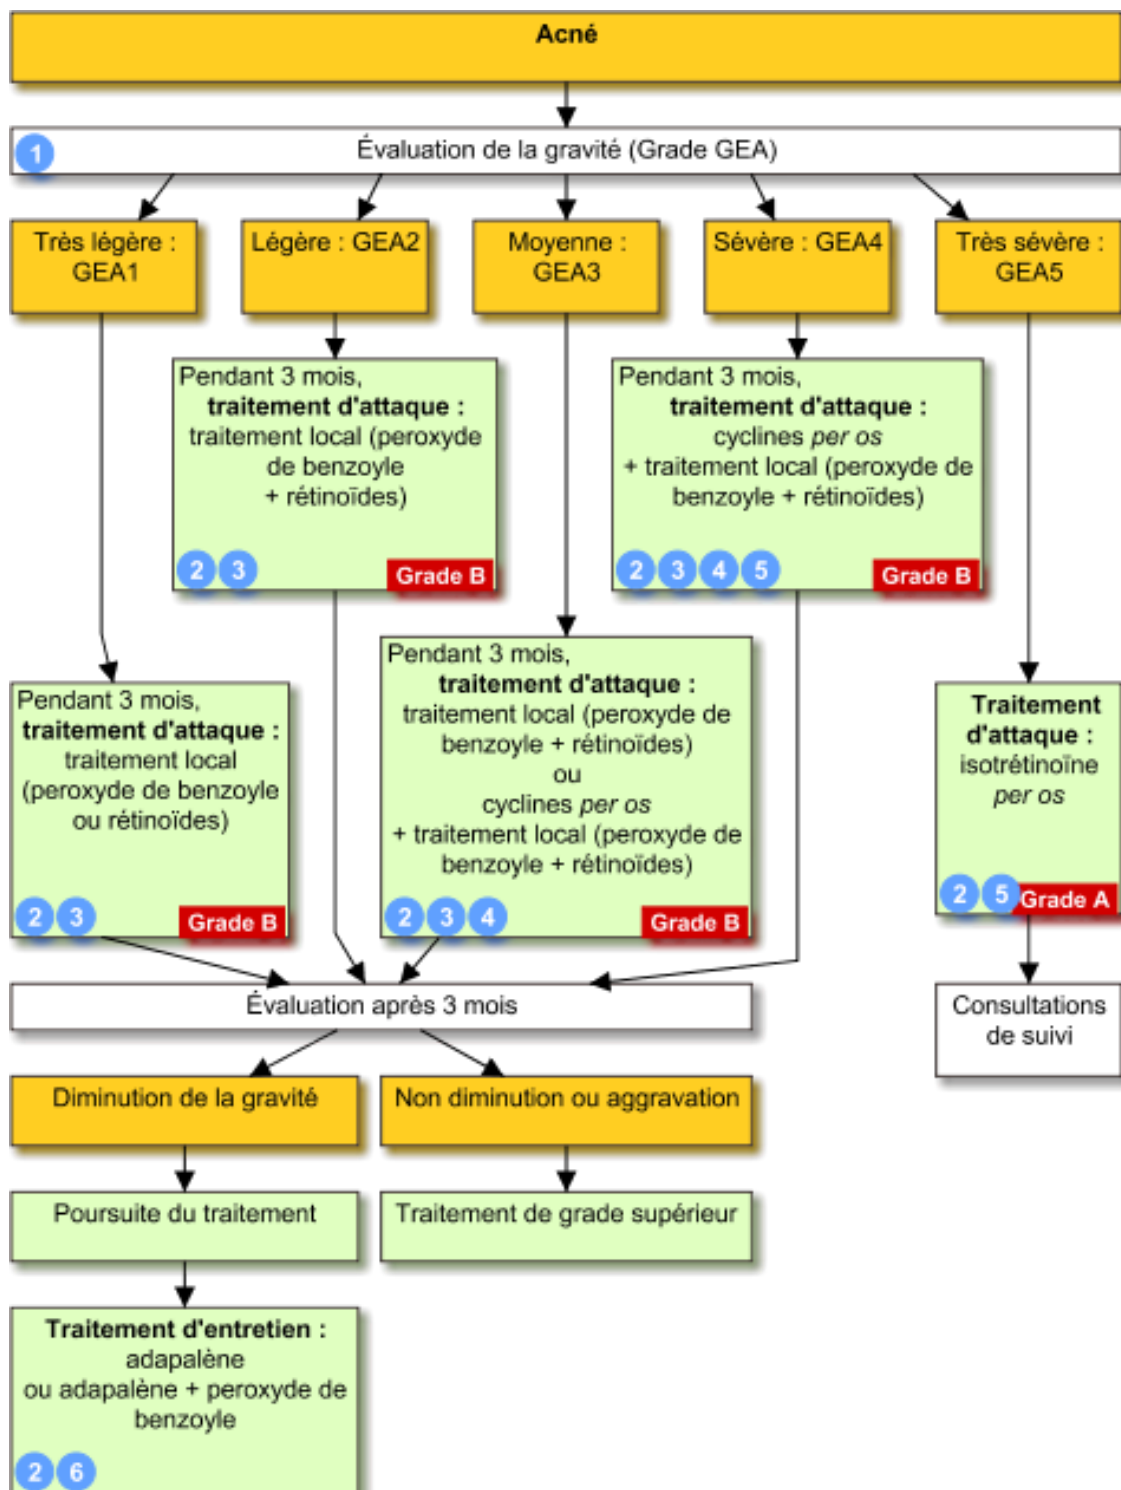 Acné
1
Évaluation de la gravité (Grade GEA)
Très légère :
GEA1
Légère : GEA2
Moyenne :
GEA3
Sévère : GEA4
Très sévère :
GEA5
Pendant 3 mois,
traitement d'attaque :
traitement local (peroxyde
de benzoyle
+ rétinoïdes)
2 3
Grade B
Pendant 3 mois,
traitement d'attaque :
cyclines per os
+ traitement local (peroxyde de
benzoyle + rétinoïdes)
2 3 4 5
Grade B
Pendant 3 mois,
traitement d'attaque :
traitement local
(peroxyde de benzoyle
ou rétinoïdes)
2 3
Grade B
Pendant 3 mois,
traitement d'attaque :
traitement local (peroxyde de
benzoyle + rétinoïdes)
ou
cyclines per os
+ traitement local (peroxyde de
benzoyle + rétinoïdes)
2 3 4
Grade B
Traitement
d'attaque :
isotrétinoïne
per os
2 5
Grade A
Évaluation après 3 mois
Consultations
de suivi
Diminution de la gravité
Non diminution ou aggravation
Poursuite du traitement
Traitement de grade supérieur
Traitement d'entretien :
adapalène
ou adapalène + peroxyde de
benzoyle
2 6